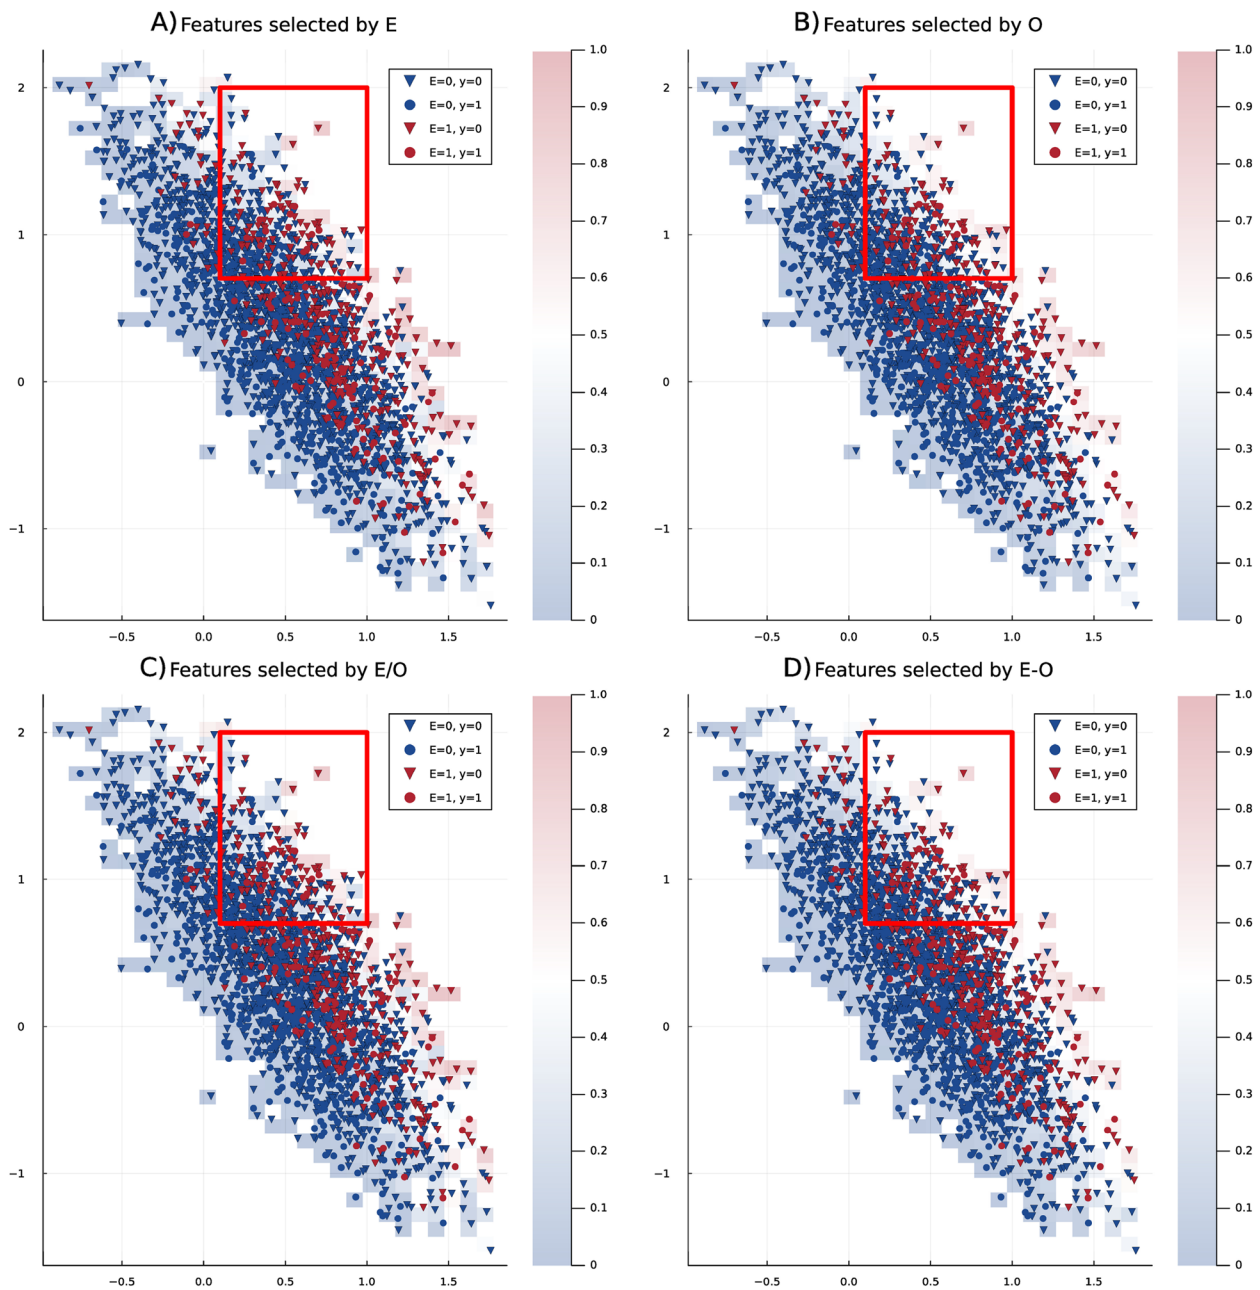 A) Features selected by E
B) Features selected by O
E=0, y=0
E=0, y=1
E=1, y=0
E=1, y=1
E=0, y=0
E=0, y=1
E=1, y=0
E=1, y=1
2
1
0
−1
−0.5 0.0 0.5 1.0 1.5
1.0
0.9
0.8
0.7
0.6
0.5
0.4
0.3
0.2
0.1
0
2
1
0
−1
−0.5 0.0 0.5 1.0 1.5
1.0
0.9
0.8
0.7
0.6
0.5
0.4
0.3
0.2
0.1
0
C) Features selected by E/O
D) Features selected by E-O
E=0, y=0
E=0, y=1
E=1, y=0
E=1, y=1
E=0, y=0
E=0, y=1
E=1, y=0
E=1, y=1
2
1
0
−1
−0.5 0.0 0.5 1.0 1.5
1.0
0.9
0.8
0.7
0.6
0.5
0.4
0.3
0.2
0.1
0
2
1
0
−1
−0.5 0.0 0.5 1.0 1.5
1.0
0.9
0.8
0.7
0.6
0.5
0.4
0.3
0.2
0.1
0